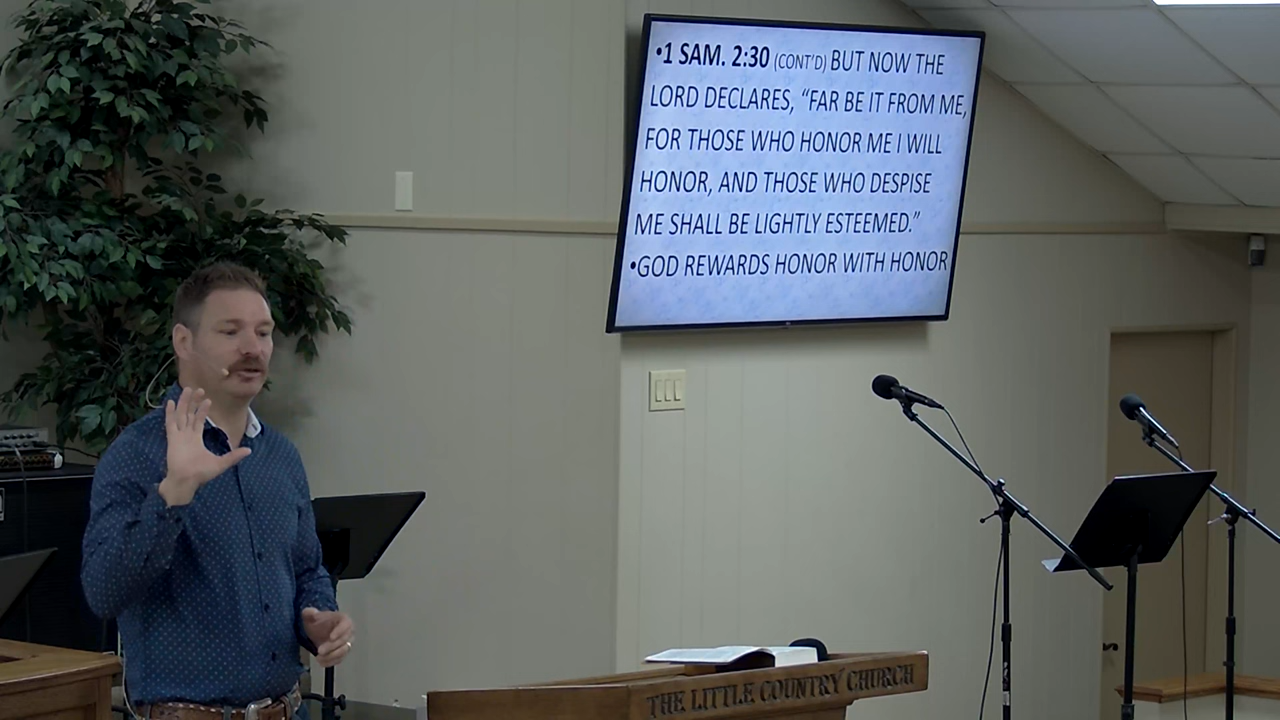 •1 SAM. 2:30 (CONT'D) BUT NOW THE
LORD DECLARES, “FAR BE IT FROM ME,
FOR THOSE WHO HONOR ME I WILL
HONOR, AND THOSE WHO DESPISE
ME SHALL BE LIGHTLY ESTEEMED.”
•GOD REWARDS HONOR WITH HONOR
THE LITTLE COUNTRY CHURCH